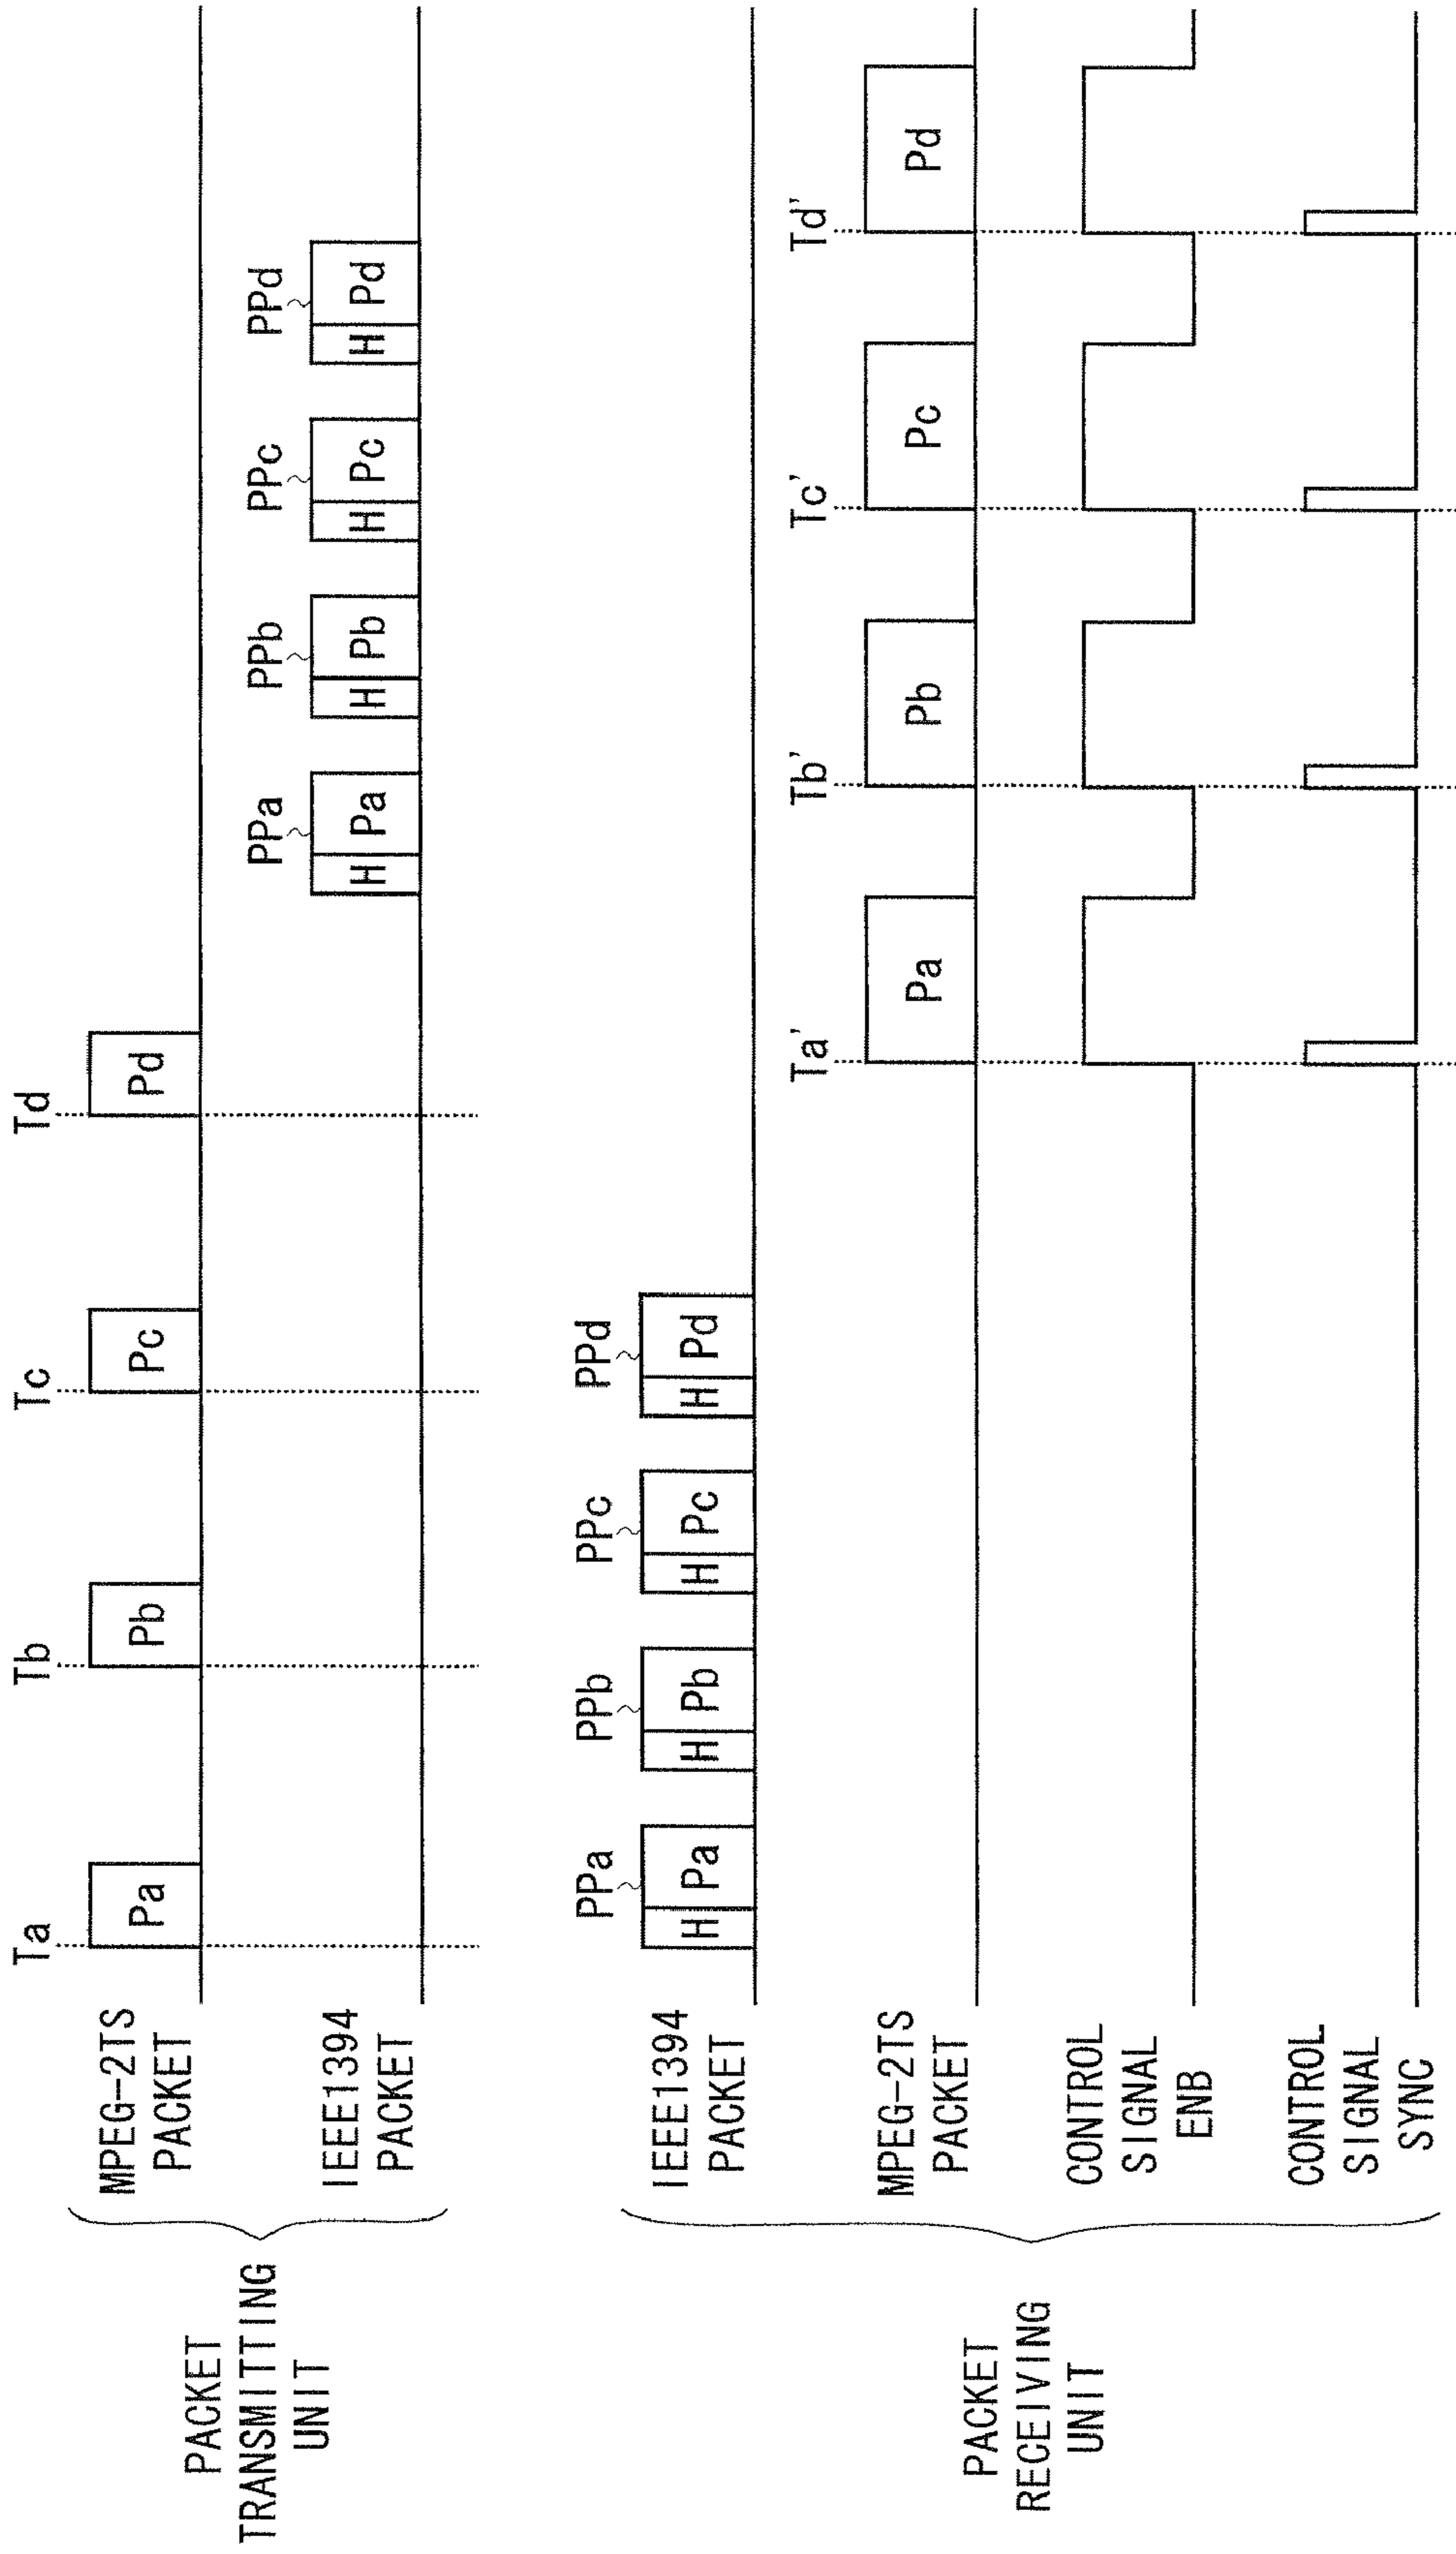 PACKET
TRANSMITTING
UNIT
MPEG-2TS
PACKET
Ta
Tb
Tc
Td
Pa
Pb
Pc
Pd
IEEE1394
PACKET
PPa
PPb
PPc
PPd
H Pa
H Pb
H Pc
H Pd
PACKET
RECEIVING
UNIT
IEEE1394
PACKET
PPa
PPb
PPc
PPd
H Pa
H Pb
H Pc
H Pd
MPEG-2TS
PACKET
Ta'
Tb'
Tc'
Td'
Pa
Pb
Pc
Pd
CONTROL
SIGNAL
ENB
CONTROL
SIGNAL
SYNC